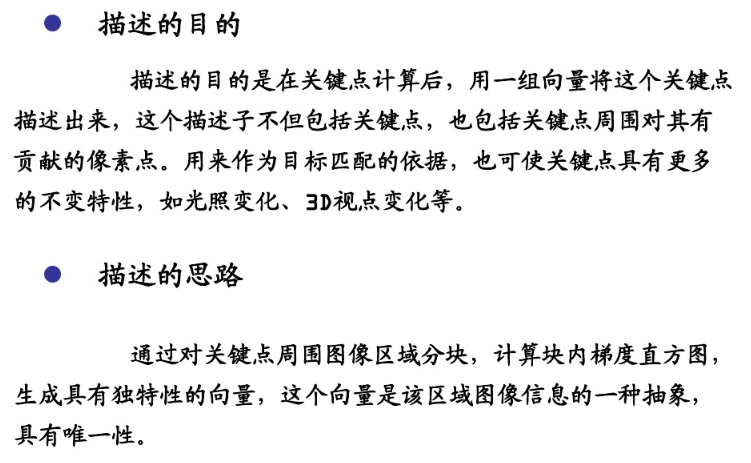 ● 描述的目的
描述的目的是在关键点计算后，用一组向量将这个关键点
描述出来，这个描述子不但包括关键点，也包括关键点周围对其有
贡献的像素点。用来作为目标匹配的依据，也可使关键点具有更多
的不变特性，如光照变化、3D视点变化等。
● 描述的思路
通过对关键点周围图像区域分块，计算块内梯度直方图，
生成具有独特性的向量，这个向量是该区域图像信息的一种抽象，
具有唯一性。